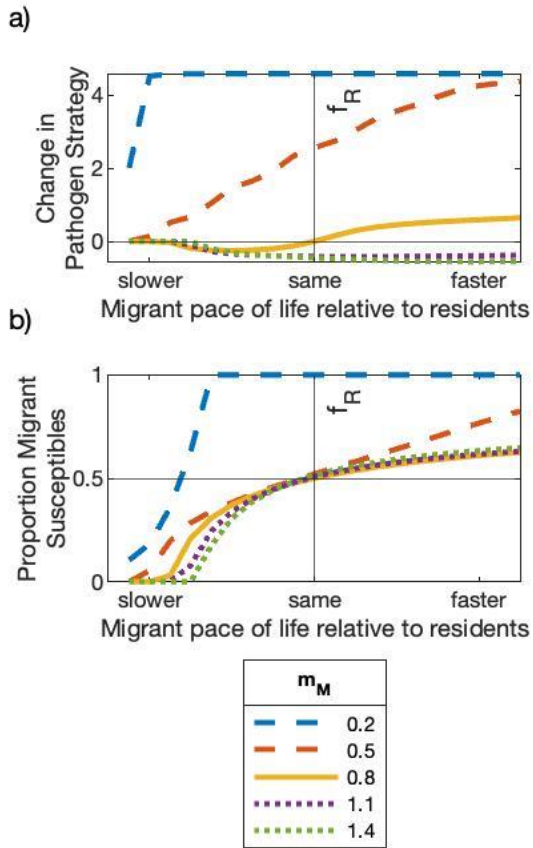 a)
Change in
Pathogen Strategy
4
2
0
f_R
slower same faster
Migrant pace of life relative to residents
b)
Proportion Migrant
Susceptibles
1
0.5
0
f_R
slower same faster
Migrant pace of life relative to residents
m_M
0.2
0.5
0.8
1.1
1.4